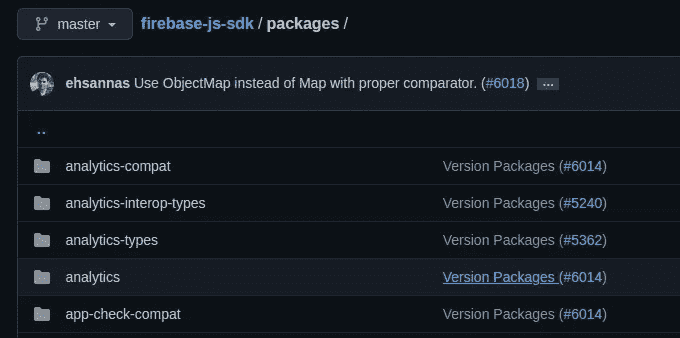 master firebase-js-sdk / packages /
ehsannas Use ObjectMap instead of Map with proper comparator. (#6018) ...
..
analytics-compat Version Packages (#6014)
analytics-interop-types Version Packages (#5240)
analytics-types Version Packages (#5362)
analytics Version Packages (#6014)
app-check-compat Version Packages (#6014)